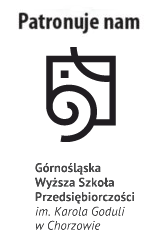 Patronuje nam
Górnośląska
Wyższa Szkoła
Przedsiębiorczości
im. Karola Goduli
w Chorzowie